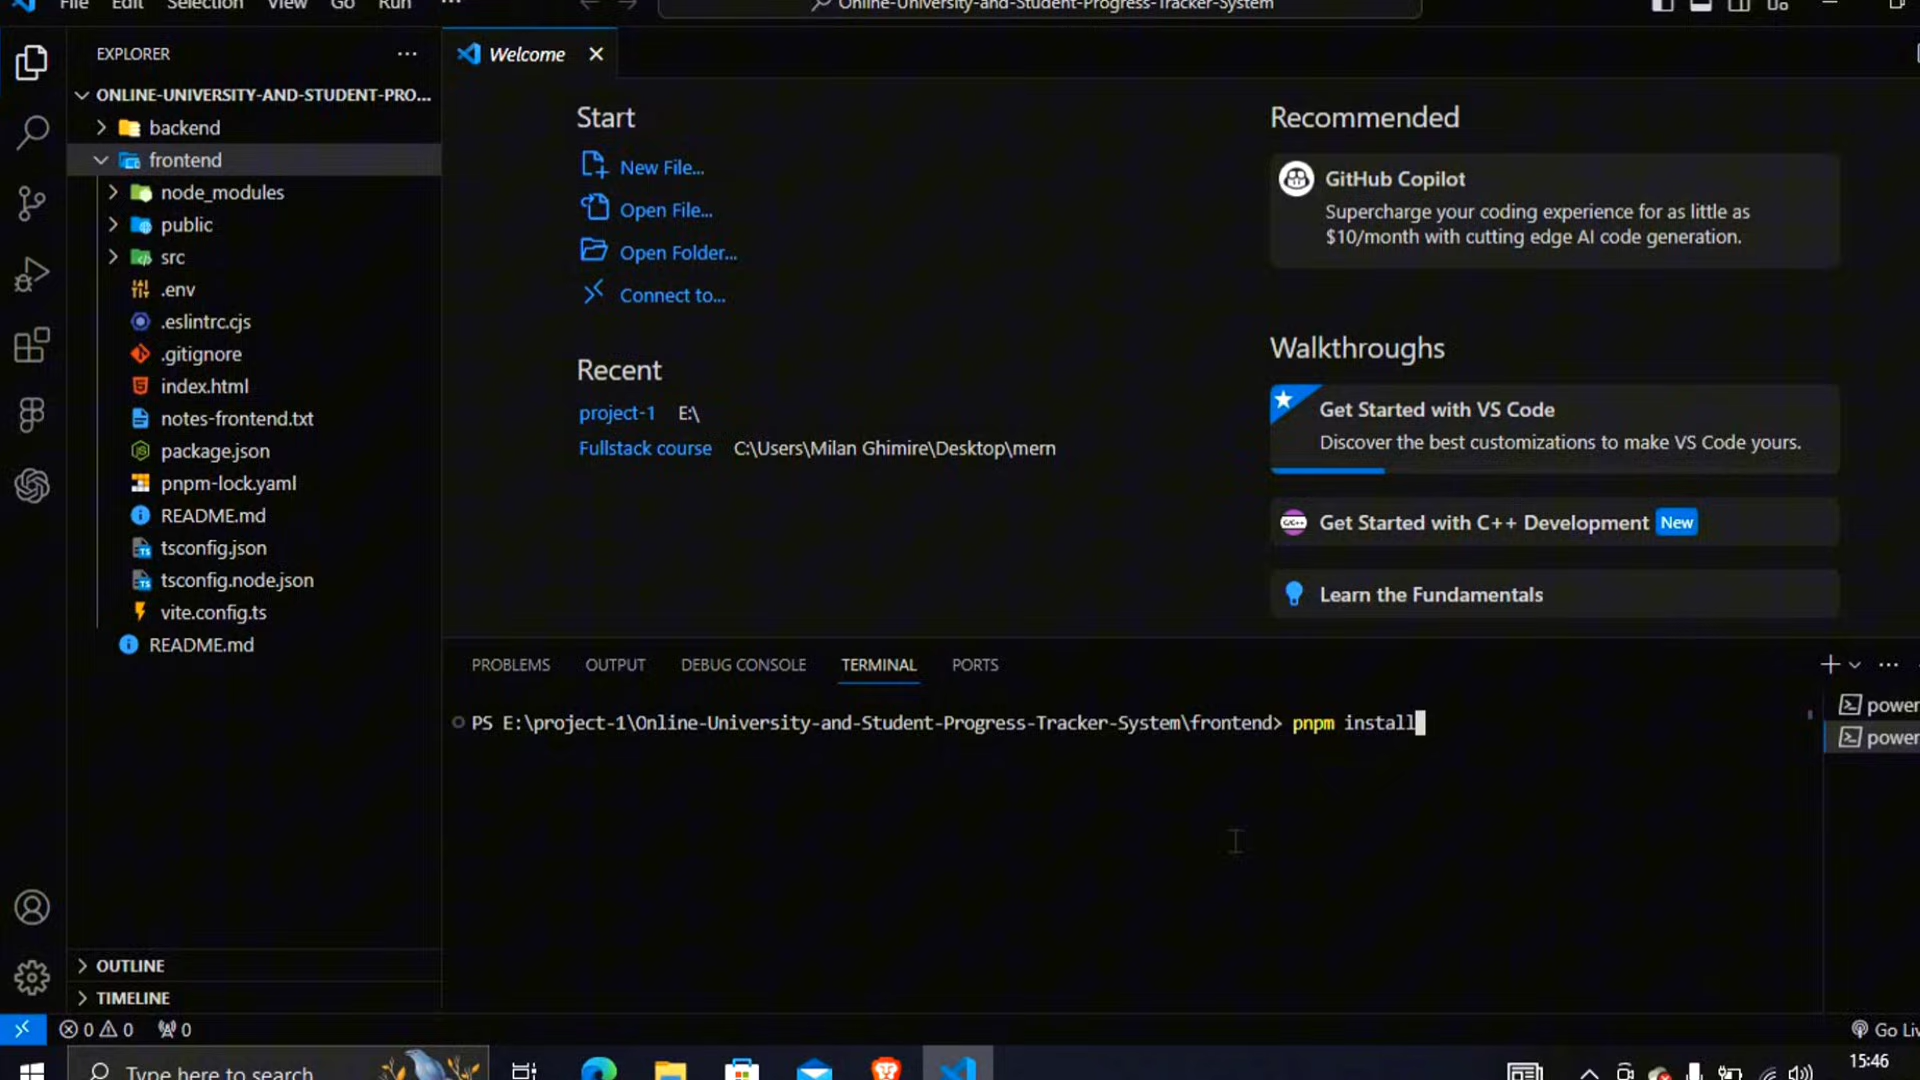 File Edit Selection View Go Run ···
Online-University-and-Student-Progress-Tracker-System
EXPLORER ···
Welcome
ONLINE-UNIVERSITY-AND-STUDENT-PRO...
backend
frontend
node_modules
public
src
.env
.eslintrc.cjs
.gitignore
index.html
notes-frontend.txt
package.json
pnpm-lock.yaml
README.md
tsconfig.json
tsconfig.node.json
vite.config.ts
README.md
OUTLINE
TIMELINE
Start
New File...
Open File...
Open Folder...
Connect to...
Recent
project-1 E:\
Fullstack course C:\Users\Milan Ghimire\Desktop\mern
Recommended
GitHub Copilot
Supercharge your coding experience for as little as
$10/month with cutting edge AI code generation.
Walkthroughs
Get Started with VS Code
Discover the best customizations to make VS Code yours.
Get Started with C++ Development New
Learn the Fundamentals
PROBLEMS OUTPUT DEBUG CONSOLE TERMINAL PORTS
PS E:\project-1\Online-University-and-Student-Progress-Tracker-System\frontend> pnpm install
power
power
0 0 0
Go Liv
Type here to search
15:46